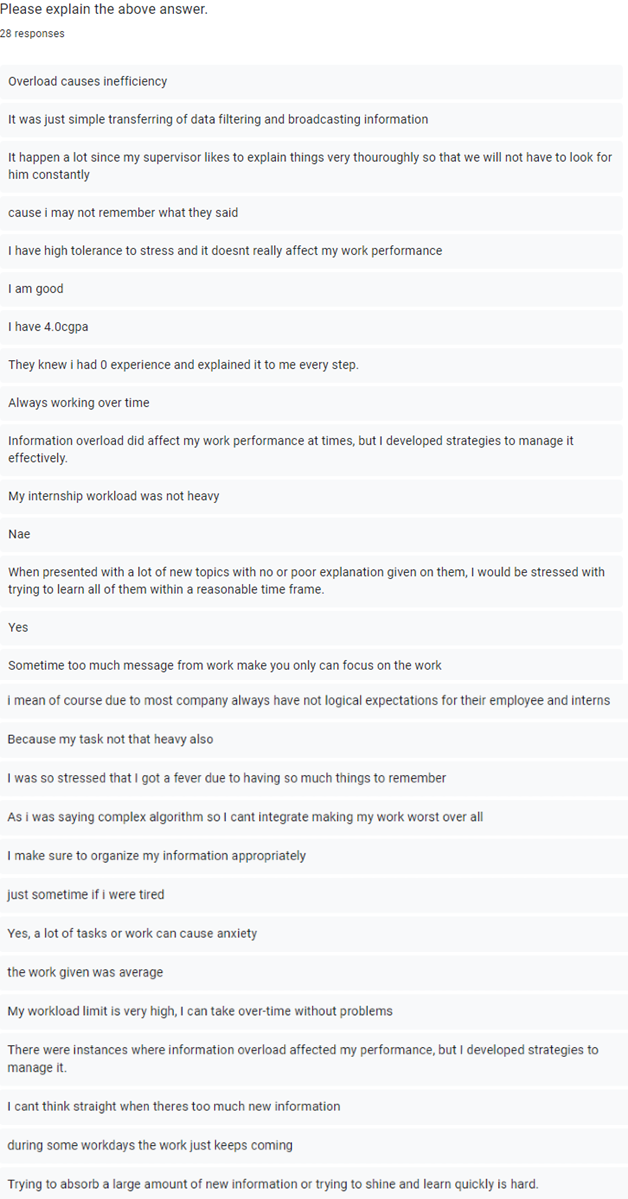 Please explain the above answer.
28 responses
Overload causes inefficiency
It was just simple transferring of data filtering and broadcasting information
It happen a lot since my supervisor likes to explain things very thouroughly so that we will not have to look for
him constantly
cause i may not remember what they said
I have high tolerance to stress and it doesnt really affect my work performance
I am good
I have 4.0cgpa
They knew i had 0 experience and explained it to me every step.
Always working over time
Information overload did affect my work performance at times, but I developed strategies to manage it
effectively.
My internship workload was not heavy
Nae
When presented with a lot of new topics with no or poor explanation given on them, I would be stressed with
trying to learn all of them within a reasonable time frame.
Yes
Sometime too much message from work make you only can focus on the work
i mean of course due to most company always have not logical expectations for their employee and interns
Because my task not that heavy also
I was so stressed that I got a fever due to having so much things to remember
As i was saying complex algorithm so I cant integrate making my work worst over all
I make sure to organize my information appropriately
just sometime if i were tired
Yes, a lot of tasks or work can cause anxiety
the work given was average
My workload limit is very high, I can take over-time without problems
There were instances where information overload affected my performance, but I developed strategies to
manage it.
I cant think straight when theres too much new information
during some workdays the work just keeps coming
Trying to absorb a large amount of new information or trying to shine and learn quickly is hard.